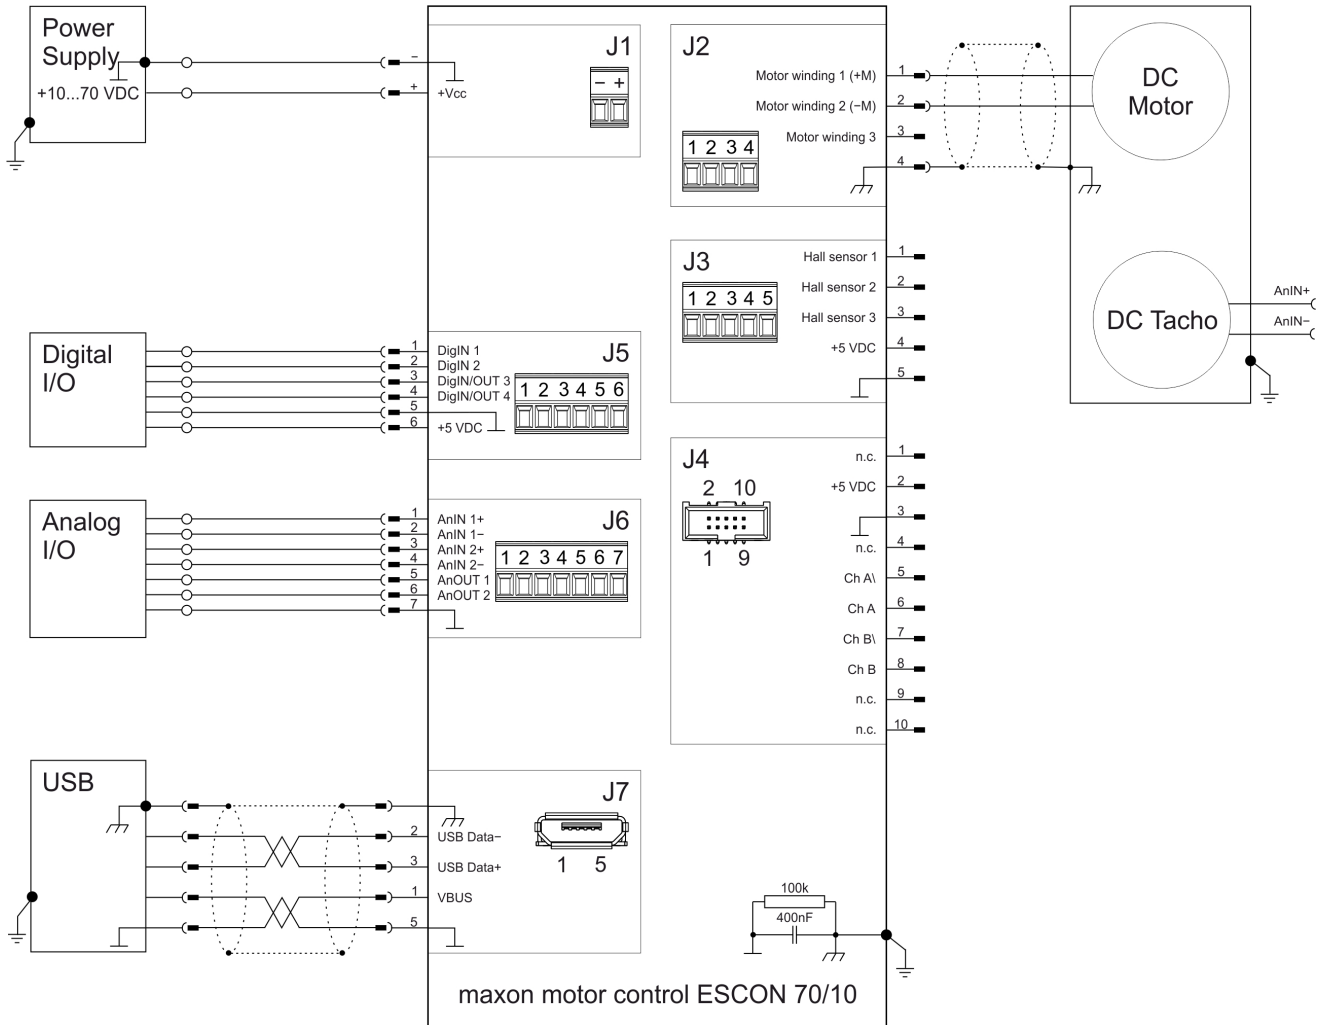 Power
Supply
+10...70 VDC
−
+
+Vcc
J1
− +
J2
Motor winding 1 (+M)
1
Motor winding 2 (−M)
2
Motor winding 3
3
4
1 2 3 4
DC
Motor
J3
Hall sensor 1
1
Hall sensor 2
2
Hall sensor 3
3
+5 VDC
4
5
1 2 3 4 5
DC Tacho
AnIN+
AnIN−
Digital
I/O
1
DigIN 1
2
DigIN 2
3
DigIN/OUT 3
4
DigIN/OUT 4
5
6
+5 VDC
J5
1 2 3 4 5 6
J4
2 10
1 9
n.c.
1
+5 VDC
2
3
n.c.
4
Ch A\
5
Ch A
6
Ch B\
7
Ch B
8
n.c.
9
n.c.
10
Analog
I/O
1
AnIN 1+
2
AnIN 1−
3
AnIN 2+
4
AnIN 2−
5
AnOUT 1
6
AnOUT 2
7
J6
1 2 3 4 5 6 7
USB
2
USB Data−
3
USB Data+
1
VBUS
5
J7
1 5
100k
400nF
maxon motor control ESCON 70/10